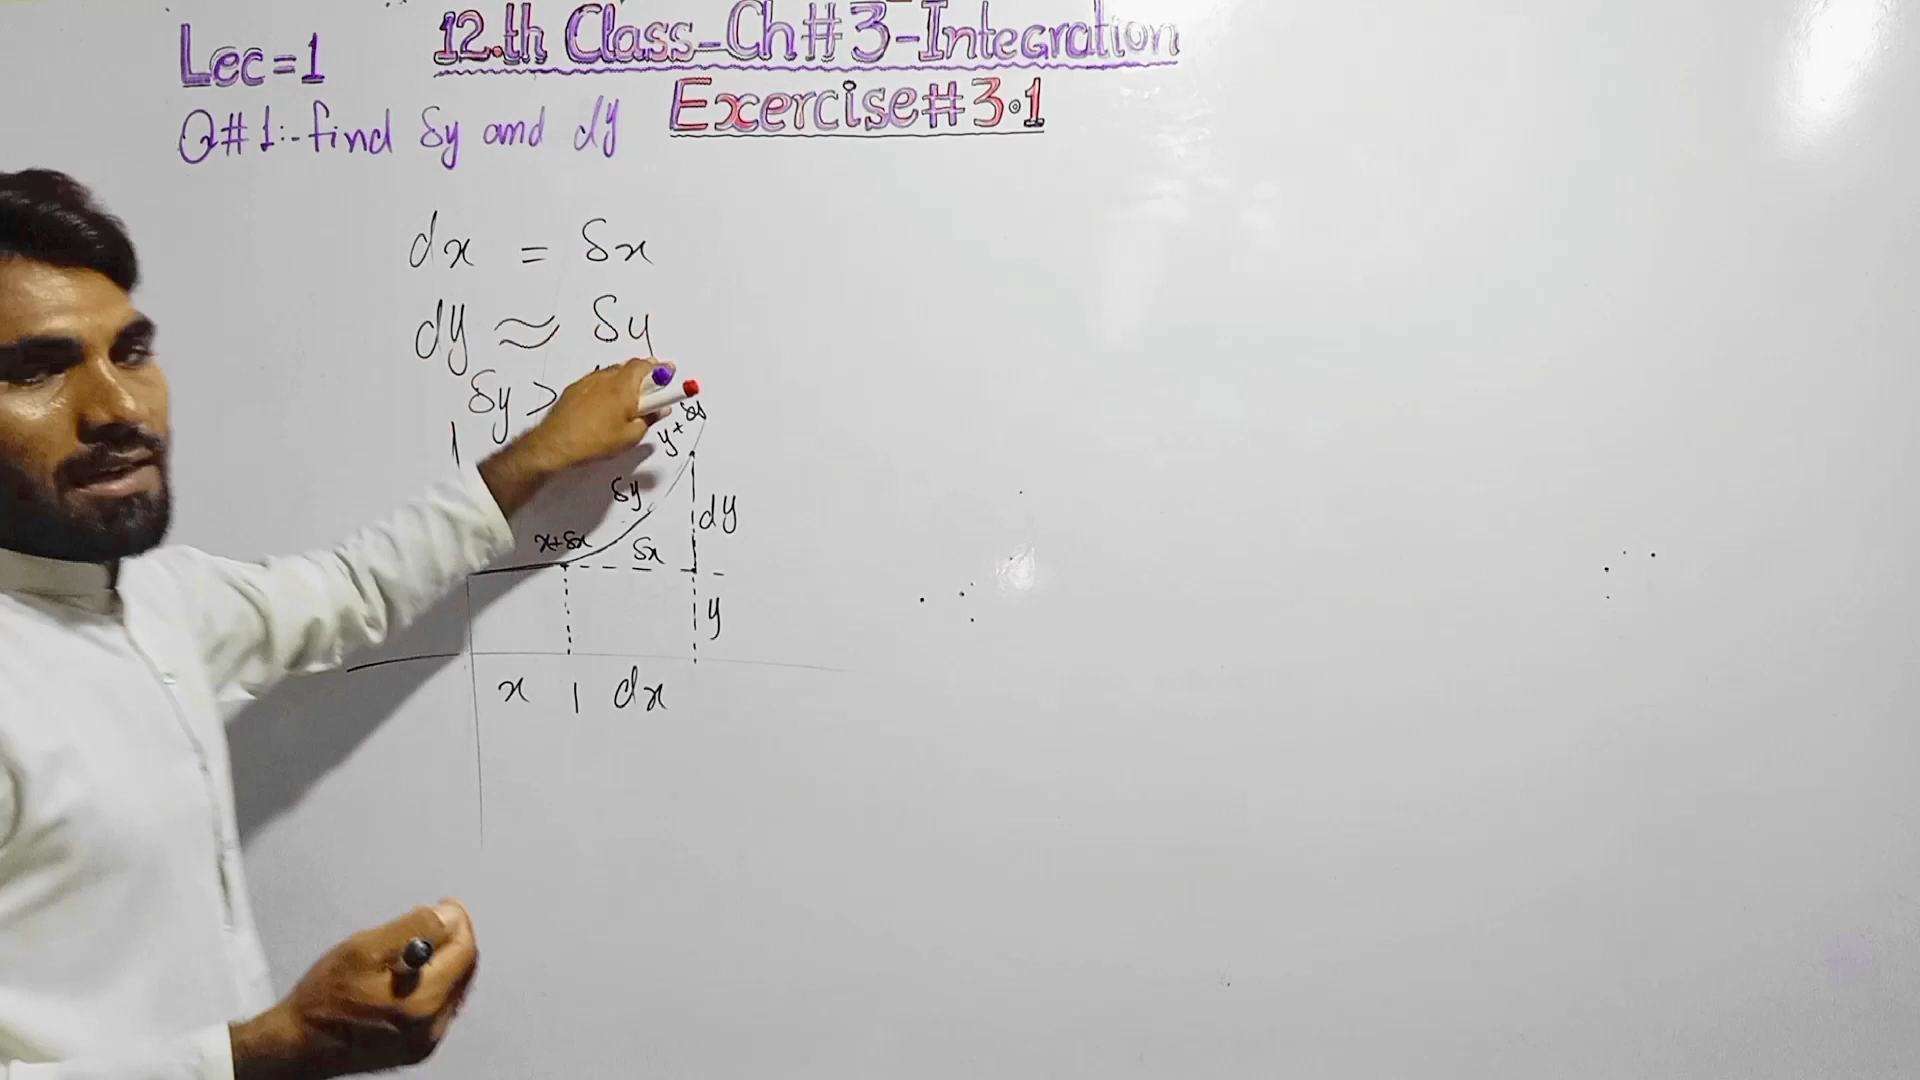 Lec=1
12.th Class-Ch#3-Integration
Exercise#3.1
Q#1:-find δy and dy
dx = δx
dy ≈ δy
δy >
y+δy
δy
dy
x+δx
δx
y
x
dx